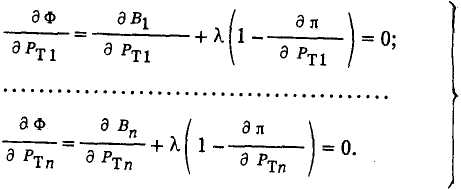 ∂Φ/∂P_T1 = ∂B_1/∂P_T1 + λ(1 − ∂π/∂P_T1) = 0;
................................................
∂Φ/∂P_Tn = ∂B_n/∂P_Tn + λ(1 − ∂π/∂P_Tn) = 0.